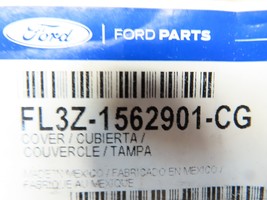 Ford
FORD PARTS
FL3Z-1562901-CG
COVER / CUBIERTA /
COUVERCLE / TAMPA
MADE IN MEXICO / FABRICADO EN MEXICO /
FABRIQUE AU MEXIQUE